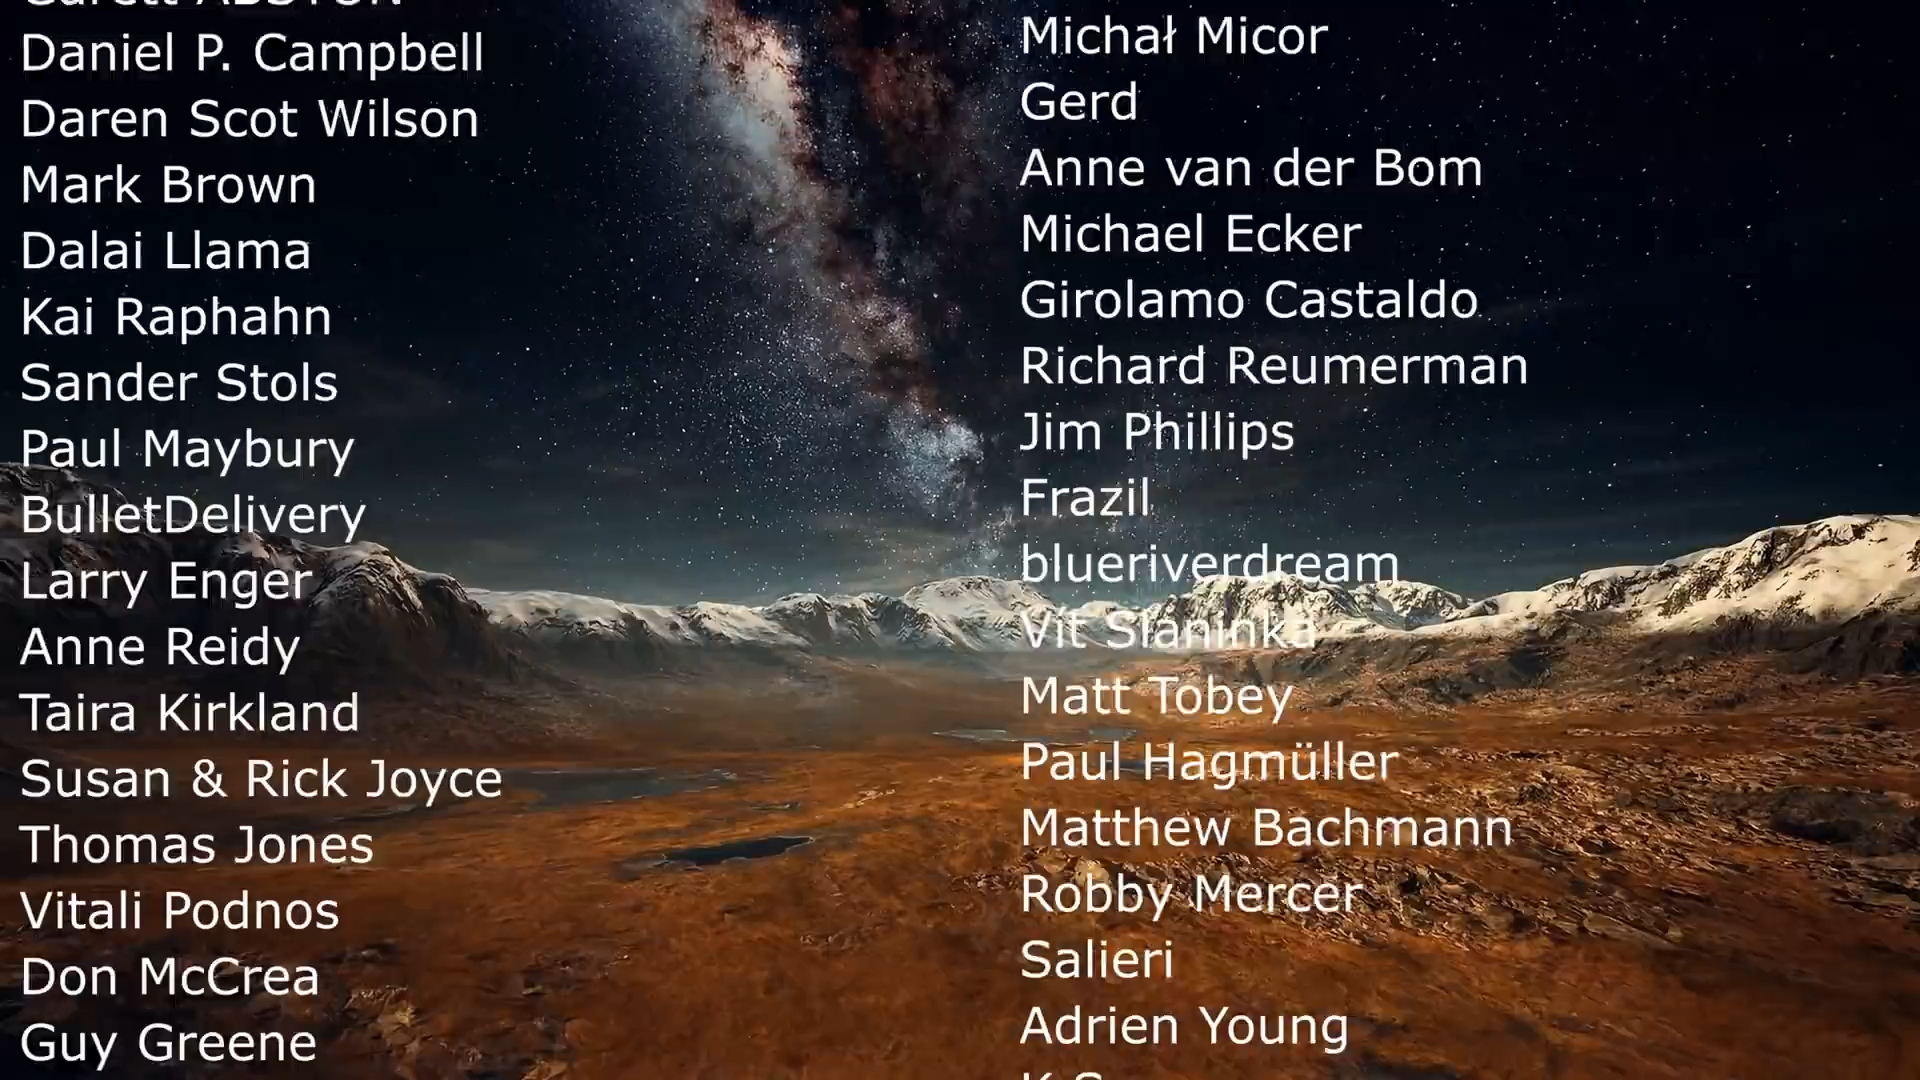 Daniel P. Campbell
Daren Scot Wilson
Mark Brown
Dalai Llama
Kai Raphahn
Sander Stols
Paul Maybury
BulletDelivery
Larry Enger
Anne Reidy
Taira Kirkland
Susan & Rick Joyce
Thomas Jones
Vitali Podnos
Don McCrea
Guy Greene
Michał Micor
Gerd
Anne van der Bom
Michael Ecker
Girolamo Castaldo
Richard Reumerman
Jim Phillips
Frazil
blueriverdream
Vít Slaninka
Matt Tobey
Paul Hagmüller
Matthew Bachmann
Robby Mercer
Salieri
Adrien Young